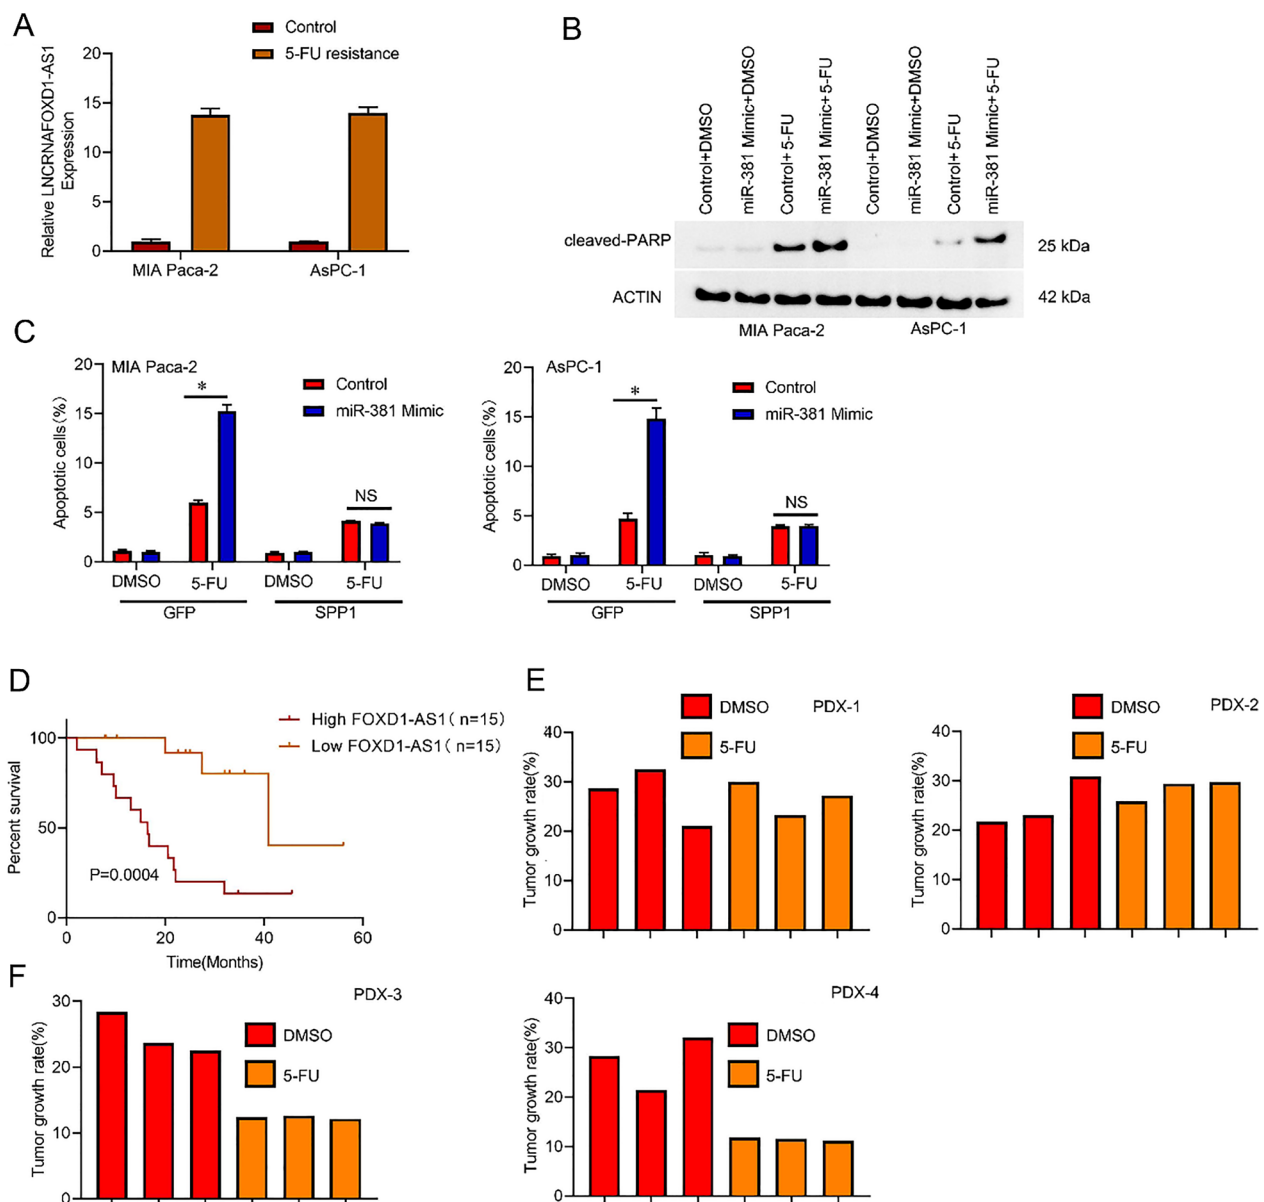 A
Control
5-FU resistance
Relative LNCRNAFOXD1-AS1
Expression
20
15
10
5
0
MIA Paca-2
AsPC-1
B
Control+DMSO
miR-381 Mimic+DMSO
Control+5-FU
miR-381 Mimic+5-FU
Control+DMSO
miR-381 Mimic+DMSO
Control+5-FU
miR-381 Mimic+5-FU
cleaved-PARP
25 kDa
ACTIN
42 kDa
MIA Paca-2
AsPC-1
C
MIA Paca-2
Apoptotic cells(%)
20
15
10
5
0
*
NS
Control
miR-381 Mimic
DMSO
5-FU
DMSO
5-FU
GFP
SPP1
AsPC-1
Apoptotic cells(%)
20
15
10
5
0
*
NS
Control
miR-381 Mimic
DMSO
5-FU
DMSO
5-FU
GFP
SPP1
D
High FOXD1-AS1( n=15)
Low FOXD1-AS1( n=15)
Percent survival
100
50
0
P=0.0004
0
20
40
60
Time(Months)
E
DMSO
5-FU
PDX-1
Tumor growth rate(%)
40
30
20
10
0
DMSO
5-FU
PDX-2
Tumor growth rate(%)
40
30
20
10
0
F
PDX-3
DMSO
5-FU
Tumor growth rate(%)
30
20
10
0
PDX-4
DMSO
5-FU
Tumor growth rate(%)
40
30
20
10
0